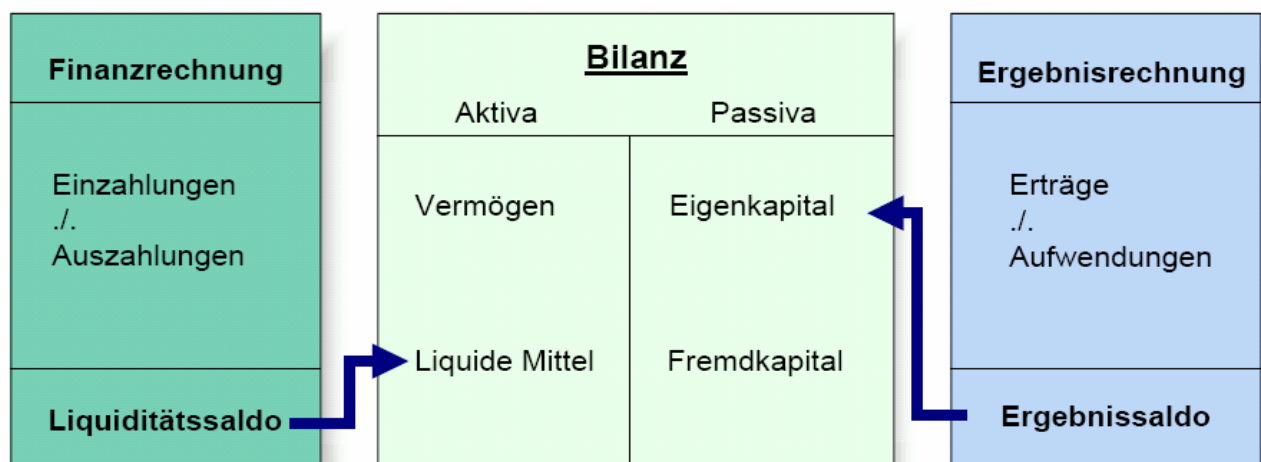 Finanzrechnung
Einzahlungen
./.
Auszahlungen
Liquiditätssaldo
Bilanz
Aktiva
Passiva
Vermögen
Eigenkapital
Liquide Mittel
Fremdkapital
Ergebnisrechnung
Erträge
./.
Aufwendungen
Ergebnissaldo